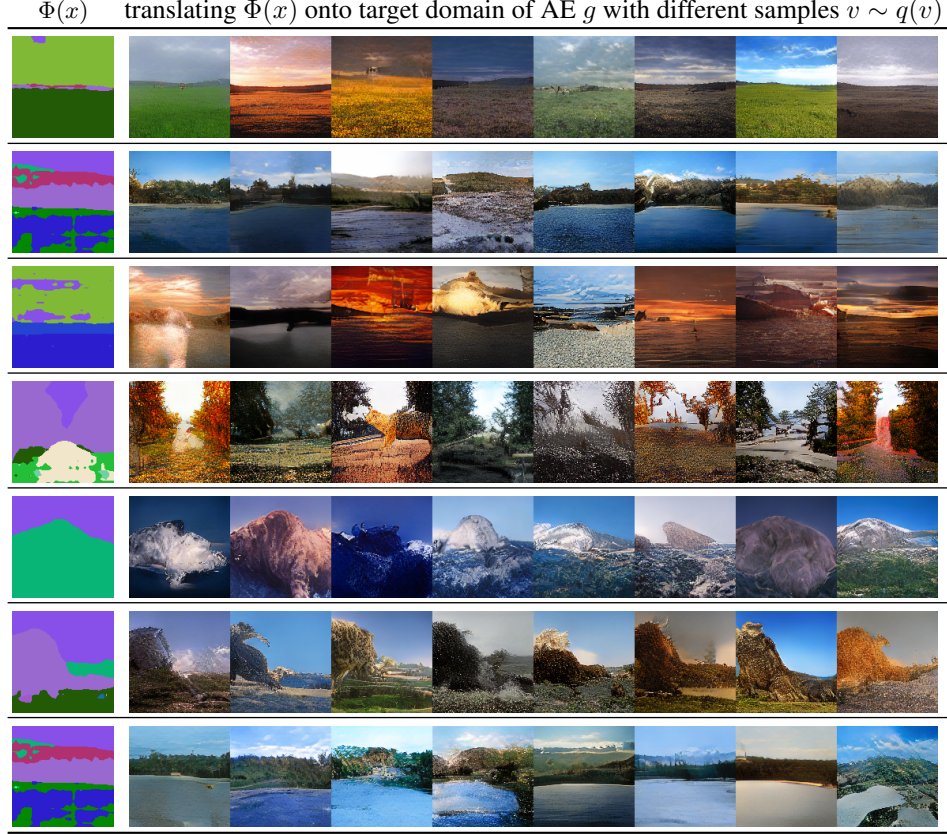 Φ(x) translating Φ(x) onto target domain of AE g with different samples v ∼ q(v)